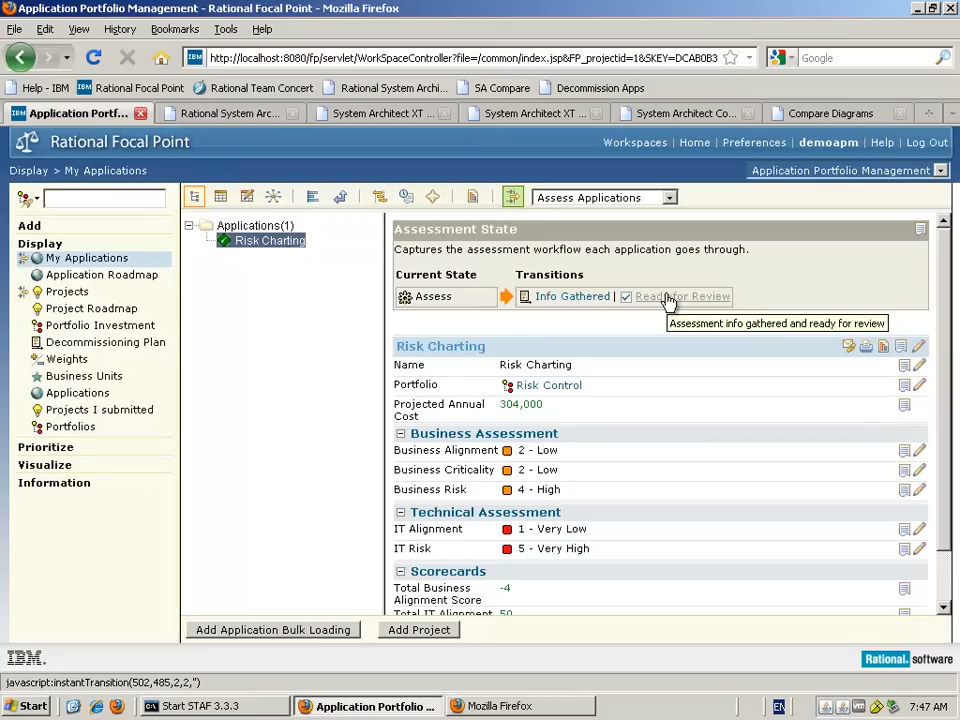 Application Portfolio Management - Rational Focal Point - Mozilla Firefox
File Edit View History Bookmarks Tools Help
http://localhost:8080/fp/servlet/WorkSpaceController?file=/common/index.jsp&FP_projectid=1&SKEY=DCAB0B3
Google
Help - IBM Rational Focal Point Rational Team Concert Rational System Archi... SA Compare Decommission Apps
Application Portf... Rational System Arc... System Architect XT ... System Architect XT ... System Architect Co... Compare Diagrams
Rational Focal Point
Workspaces | Home | Preferences | demoapm | Help | Log Out
Display > My Applications
Application Portfolio Management
Assess Applications
Add
Display
My Applications
Application Roadmap
Projects
Project Roadmap
Portfolio Investment
Decommissioning Plan
Weights
Business Units
Applications
Projects I submitted
Portfolios
Prioritize
Visualize
Information
Applications(1)
Risk Charting
Assessment State
Captures the assessment workflow each application goes through.
Current State Transitions
Assess Info Gathered | Ready for Review
Assessment info gathered and ready for review
Risk Charting
Name Risk Charting
Portfolio Risk Control
Projected Annual Cost 304,000
Business Assessment
Business Alignment 2 - Low
Business Criticality 2 - Low
Business Risk 4 - High
Technical Assessment
IT Alignment 1 - Very Low
IT Risk 5 - Very High
Scorecards
Total Business Alignment Score -4
Total IT Alignment 50
Add Application Bulk Loading Add Project
IBM. Rational. software
javascript:instantTransition(502,485,2,2,'')
Start Start STAF 3.3.3 Application Portfolio ... Mozilla Firefox EN 7:47 AM